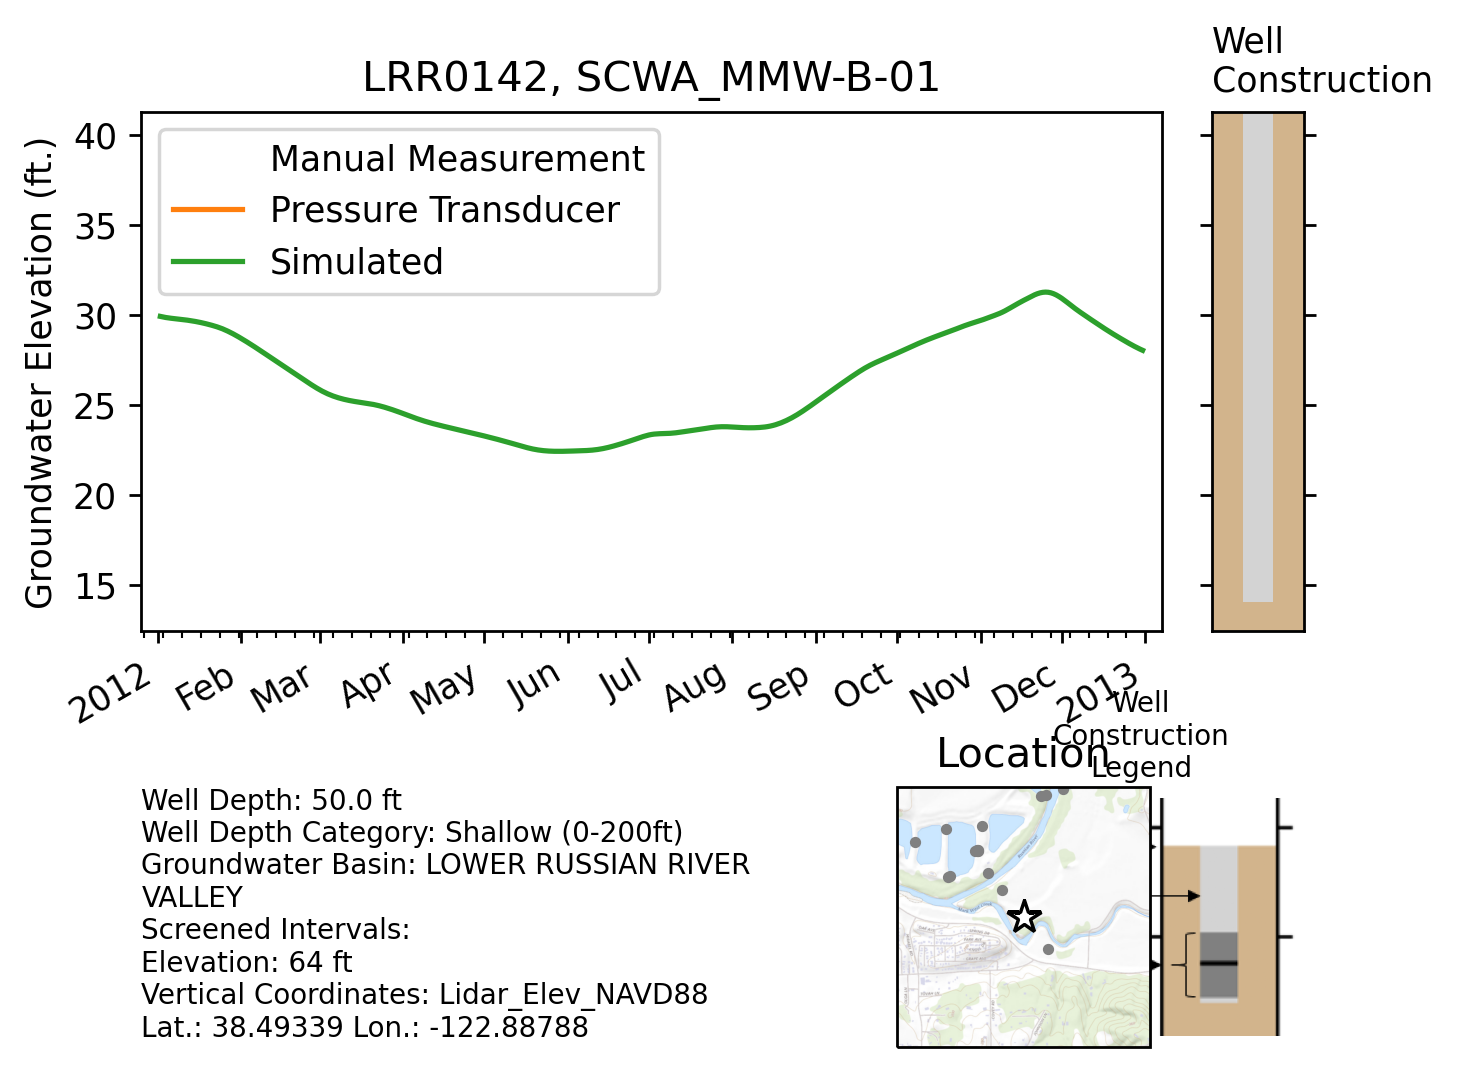 Well
Construction
LRR0142, SCWA_MMW-B-01
Groundwater Elevation (ft.)
40
35
30
25
20
15
Manual Measurement
Pressure Transducer
Simulated
2012 Feb Mar Apr May Jun Jul Aug Sep Oct Nov Dec 2013
Well
Construction
Legend
Location
Well Depth: 50.0 ft
Well Depth Category: Shallow (0-200ft)
Groundwater Basin: LOWER RUSSIAN RIVER
VALLEY
Screened Intervals:
Elevation: 64 ft
Vertical Coordinates: Lidar_Elev_NAVD88
Lat.: 38.49339 Lon.: -122.88788